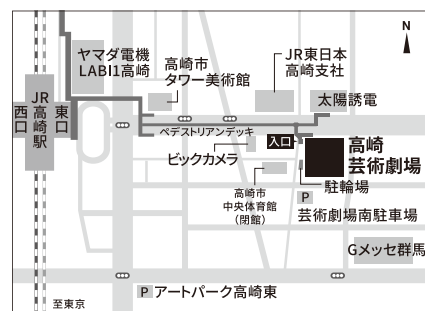 N
ヤマダ電機
LABI1高崎
高崎市
タワー美術館
JR東日本
高崎支社
太陽誘電
西口
JR高崎駅
東口
ペデストリアンデッキ
入口
高崎
芸術劇場
ビックカメラ
高崎市
中央体育館
(閉館)
駐輪場
P
芸術劇場南駐車場
Gメッセ群馬
P アートパーク高崎東
至東京